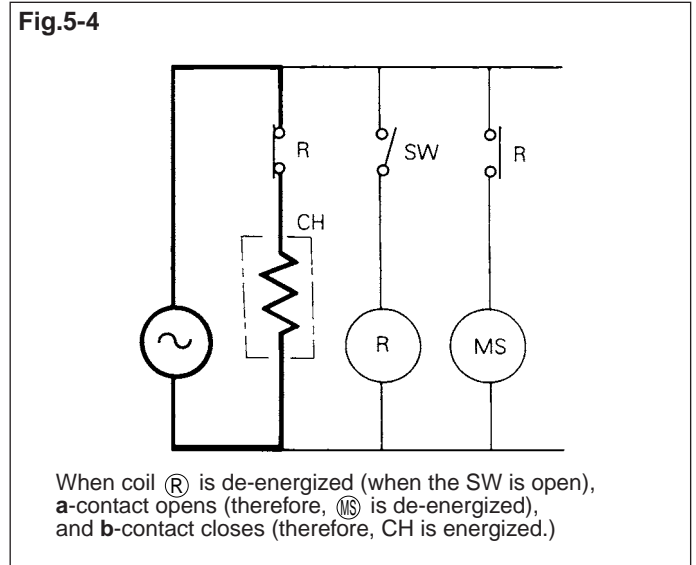 Fig.5-4
R
SW
R
CH
R
MS
When coil Ⓡ is de-energized (when the SW is open),
a-contact opens (therefore, MS is de-energized),
and b-contact closes (therefore, CH is energized.)